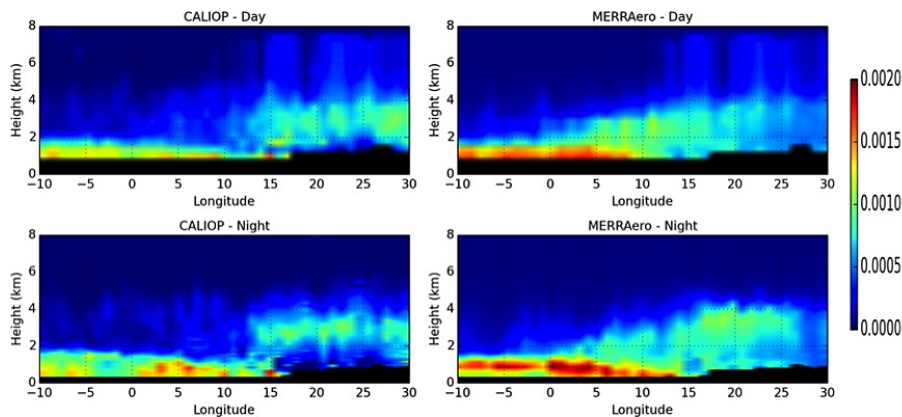 CALIOP - Day
MERRAero - Day
Height (km)
8
6
4
2
0
-10 -5 0 5 10 15 20 25 30
Longitude
Height (km)
8
6
4
2
0
-10 -5 0 5 10 15 20 25 30
Longitude
CALIOP - Night
MERRAero - Night
Height (km)
8
6
4
2
0
−10 −5 0 5 10 15 20 25 30
Longitude
Height (km)
8
6
4
2
0
−10 −5 0 5 10 15 20 25 30
Longitude
0.0020
0.0015
0.0010
0.0005
0.0000